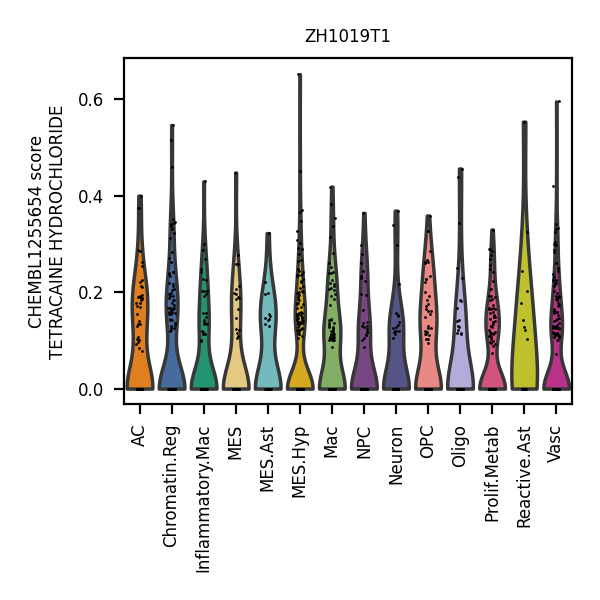 ZH1019T1
CHEMBL1255654 score
TETRACAINE HYDROCHLORIDE
0.6
0.4
0.2
0.0
AC
Chromatin.Reg
Inflammatory.Mac
MES
MES.Ast
MES.Hyp
Mac
NPC
Neuron
OPC
Oligo
Prolif.Metab
Reactive.Ast
Vasc